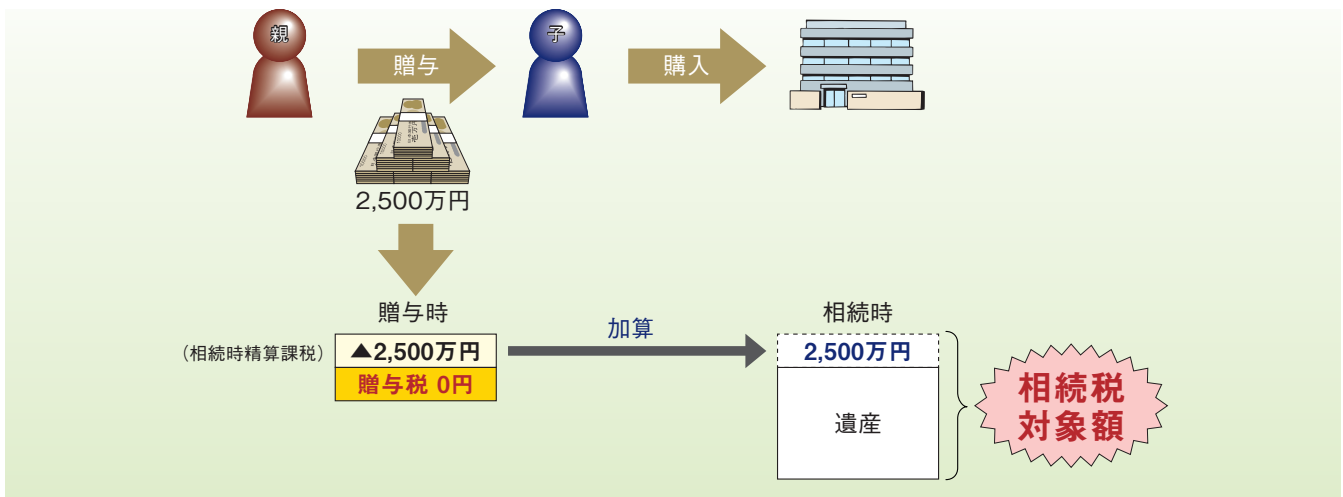 親
贈与
子
購入
2,500万円
贈与時
相続時
加算
(相続時精算課税)
▲2,500万円
2,500万円
贈与税 0円
遺産
相続税
対象額